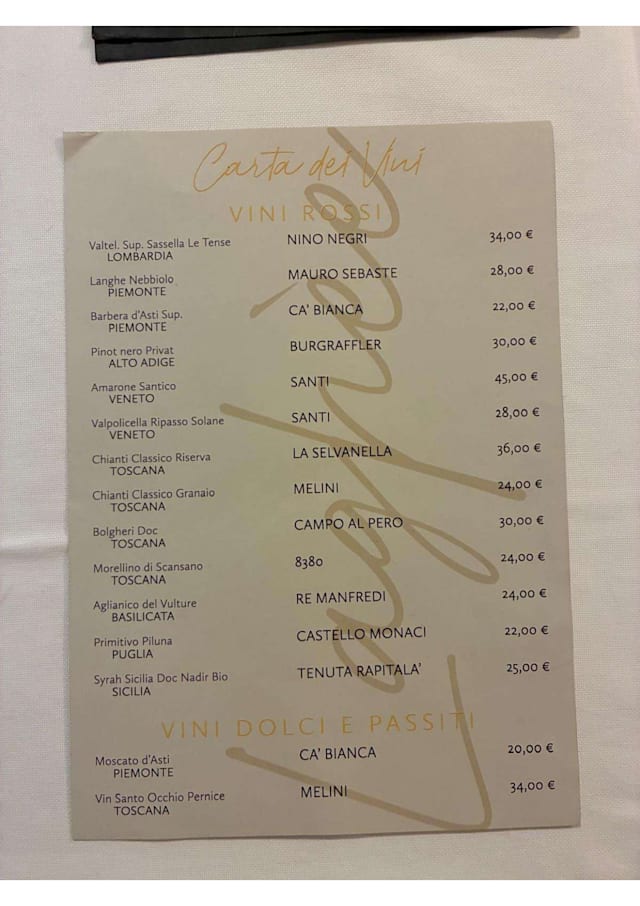 Carta dei Vini
VINI ROSSI
Valtel. Sup. Sassella Le Tense NINO NEGRI 34,00 €
LOMBARDIA
Langhe Nebbiolo MAURO SEBASTE 28,00 €
PIEMONTE
Barbera d'Asti Sup. CA' BIANCA 22,00 €
PIEMONTE
Pinot nero Privat BURGRAFFLER 30,00 €
ALTO ADIGE
Amarone Santico SANTI 45,00 €
VENETO
Valpolicella Ripasso Solane SANTI 28,00 €
VENETO
Chianti Classico Riserva LA SELVANELLA 36,00 €
TOSCANA
Chianti Classico Granaio MELINI 24,00 €
TOSCANA
Bolgheri Doc CAMPO AL PERO 30,00 €
TOSCANA
Morellino di Scansano 8380 24,00 €
TOSCANA
Aglianico del Vulture RE MANFREDI 24,00 €
BASILICATA
Primitivo Piluna CASTELLO MONACI 22,00 €
PUGLIA
Syrah Sicilia Doc Nadir Bio TENUTA RAPITALA' 25,00 €
SICILIA
VINI DOLCI E PASSITI
Moscato d'Asti CA' BIANCA 20,00 €
PIEMONTE
Vin Santo Occhio Pernice MELINI 34,00 €
TOSCANA